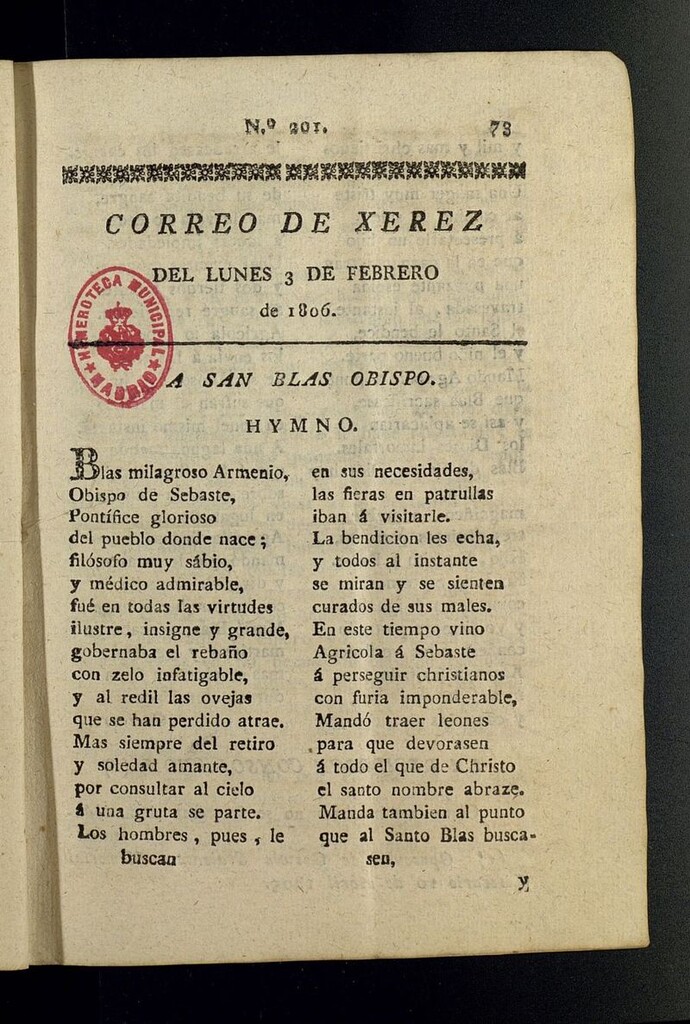 N.º 201.
73
CORREO DE XEREZ
DEL LUNES 3 DE FEBRERO
de 1806.
HEMEROTECA MUNICIPAL
MADRID
A SAN BLAS OBISPO.
HYMNO.
Blas milagroso Armenio,
Obispo de Sebaste,
Pontífice glorioso
del pueblo donde nace;
filósofo muy sábio,
y médico admirable,
fué en todas las virtudes
ilustre, insigne y grande,
gobernaba el rebaño
con zelo infatigable,
y al redil las ovejas
que se han perdido atrae.
Mas siempre del retiro
y soledad amante,
por consultar al cielo
á una gruta se parte.
Los hombres, pues, le
buscan
en sus necesidades,
las fieras en patrullas
iban á visitarle.
La bendicion les echa,
y todos al instante
se miran y se sienten
curados de sus males.
En este tiempo vino
Agricola á Sebaste
á perseguir christianos
con furia imponderable,
Mandó traer leones
para que devorasen
á todo el que de Christo
el santo nombre abraze.
Manda tambien al punto
que al Santo Blas busca-
sen,
y